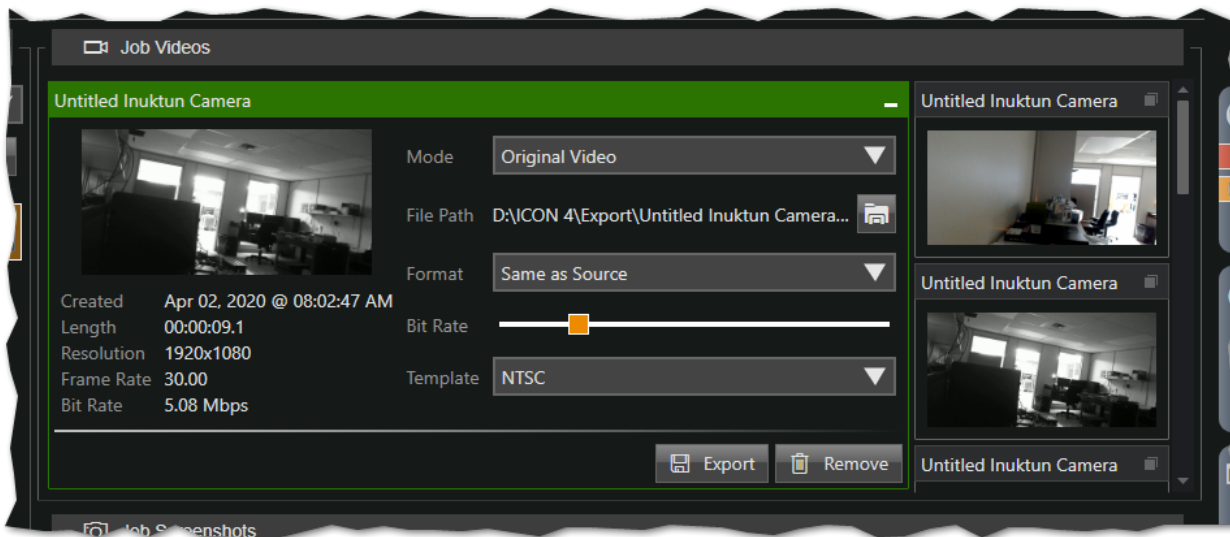 Job Videos
Untitled Inuktun Camera
Mode Original Video
File Path D:\ICON 4\Export\Untitled Inuktun Camera...
Format Same as Source
Bit Rate
Template NTSC
Created Apr 02, 2020 @ 08:02:47 AM
Length 00:00:09.1
Resolution 1920x1080
Frame Rate 30.00
Bit Rate 5.08 Mbps
Export Remove
Untitled Inuktun Camera
Untitled Inuktun Camera
Untitled Inuktun Camera
Job Screenshots